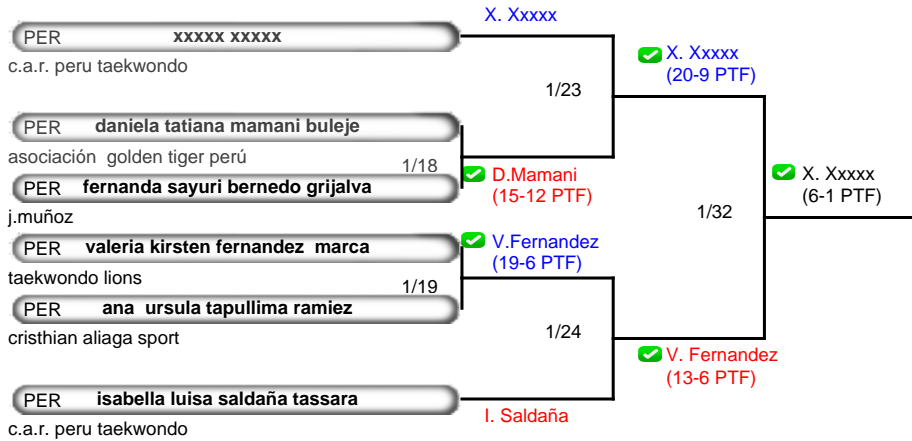 X. Xxxxx
PER xxxxx xxxxx
c.a.r. peru taekwondo
X. Xxxxx
(20-9 PTF)
1/23
PER daniela tatiana mamani buleje
asociación golden tiger perú
1/18
D.Mamani
(15-12 PTF)
PER fernanda sayuri bernedo grijalva
j.muñoz
X. Xxxxx
(6-1 PTF)
1/32
PER valeria kirsten fernandez marca
taekwondo lions
V.Fernandez
(19-6 PTF)
1/19
PER ana ursula tapullima ramiez
cristhian aliaga sport
1/24
V. Fernandez
(13-6 PTF)
PER isabella luisa saldaña tassara
c.a.r. peru taekwondo
I. Saldaña